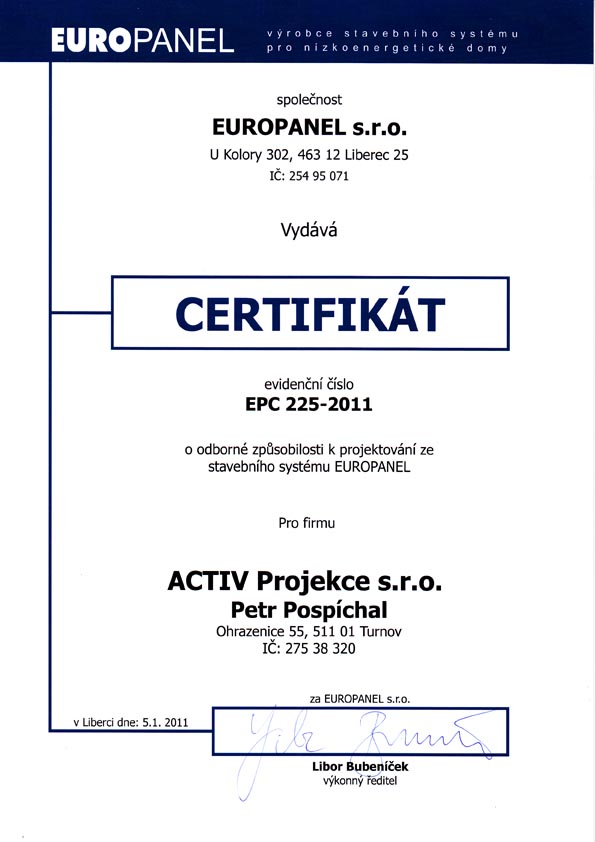 EUROPANEL
výrobce stavebního systému
pro nízkoenergetické domy
společnost
EUROPANEL s.r.o.
U Kolory 302, 463 12 Liberec 25
IČ: 254 95 071
Vydává
CERTIFIKÁT
evidenční číslo
EPC 225-2011
o odborné způsobilosti k projektování ze
stavebního systému EUROPANEL
Pro firmu
ACTIV Projekce s.r.o.
Petr Pospíchal
Ohrazenice 55, 511 01 Turnov
IČ: 275 38 320
za EUROPANEL s.r.o.
v Liberci dne: 5.1. 2011
Libor Bubeníček
výkonný ředitel